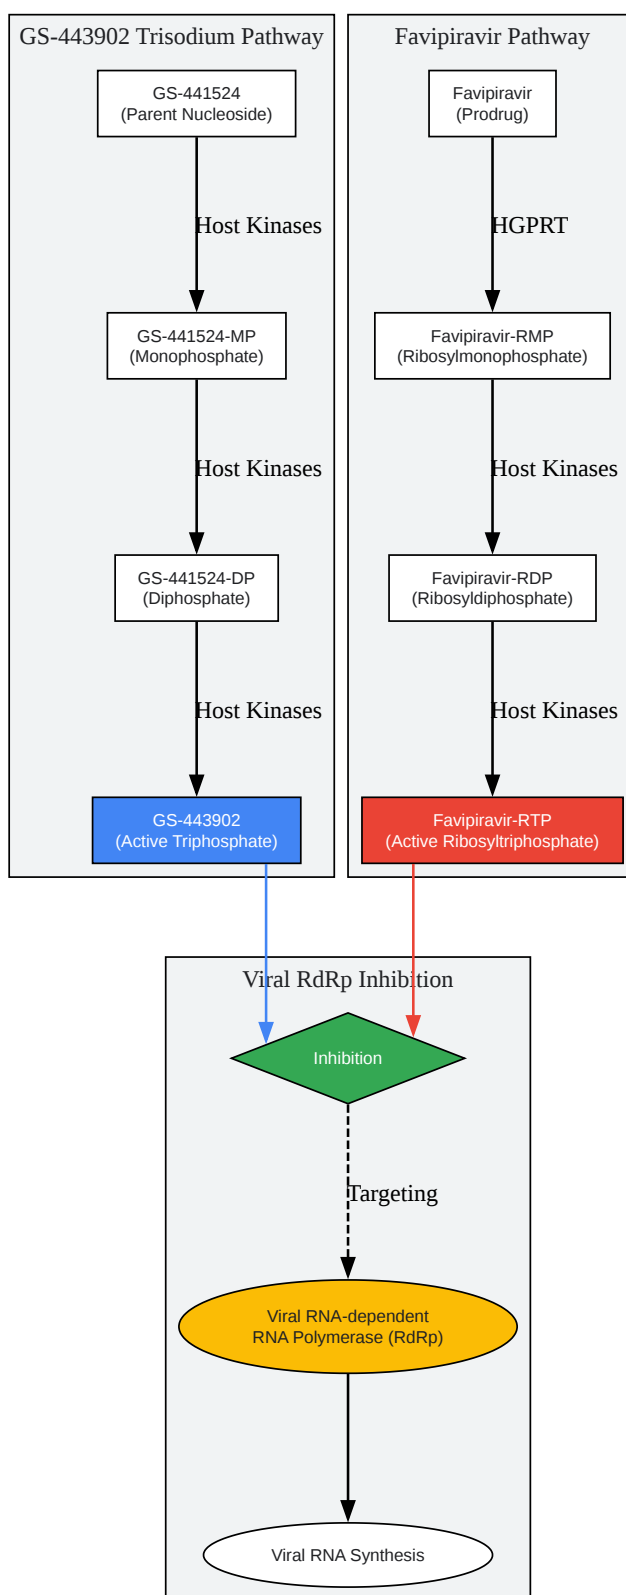 GS-443902 Trisodium Pathway
GS-441524
(Parent Nucleoside)
Host Kinases
GS-441524-MP
(Monophosphate)
Host Kinases
GS-441524-DP
(Diphosphate)
Host Kinases
GS-443902
(Active Triphosphate)
Favipiravir Pathway
Favipiravir
(Prodrug)
HGPRT
Favipiravir-RMP
(Ribosylmonophosphate)
Host Kinases
Favipiravir-RDP
(Ribosyldiphosphate)
Host Kinases
Favipiravir-RTP
(Active Ribosyltriphosphate)
Viral RdRp Inhibition
Inhibition
Targeting
Viral RNA-dependent
RNA Polymerase (RdRp)
Viral RNA Synthesis